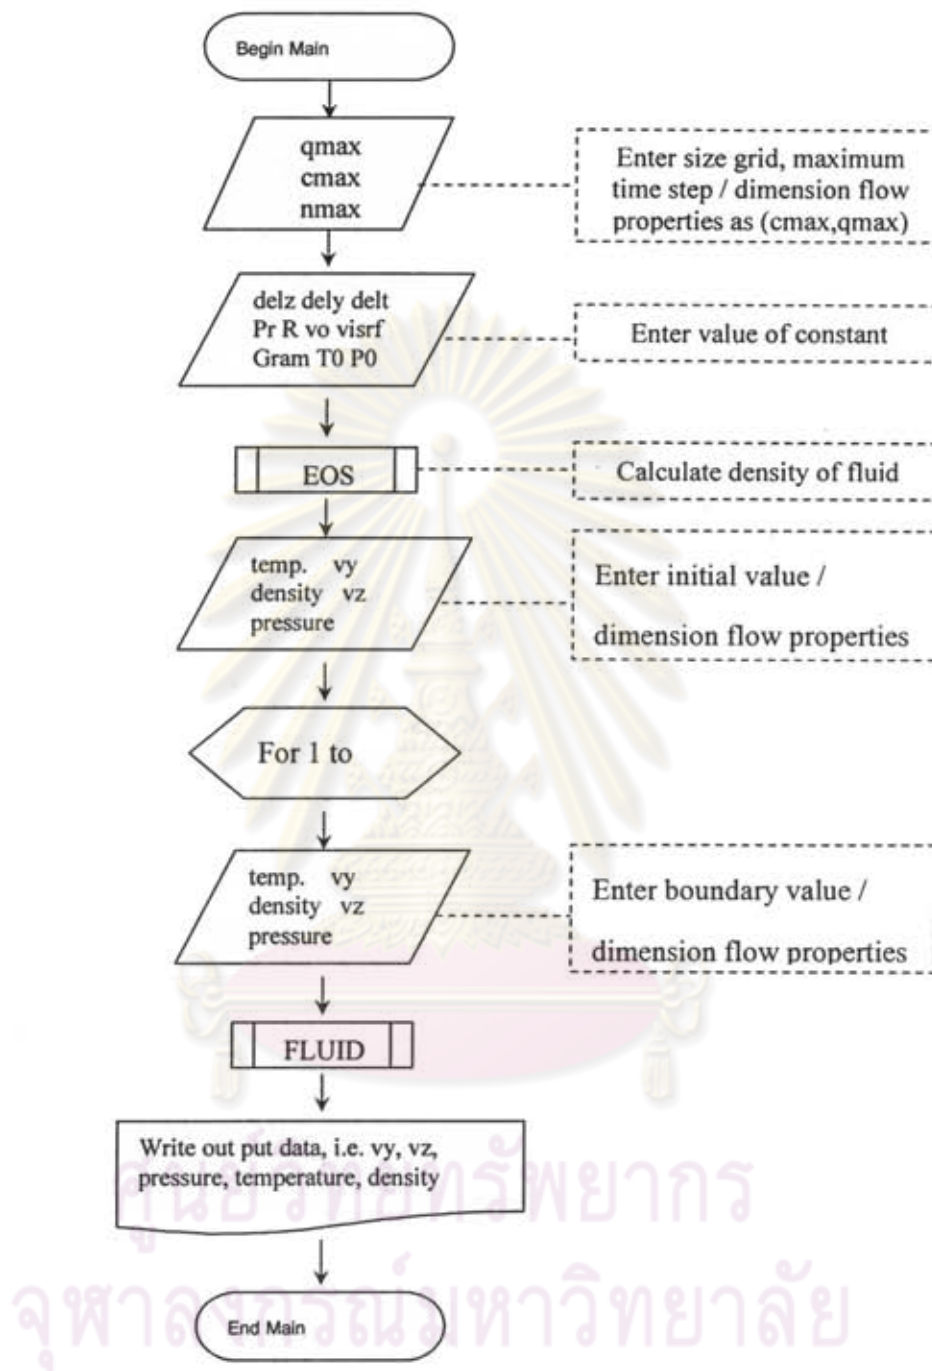 Begin Main
qmax
cmax
nmax
Enter size grid, maximum
time step / dimension flow
properties as (cmax,qmax)
delz dely delt
Pr R vo visrf
Gram T0 P0
Enter value of constant
EOS
Calculate density of fluid
temp. vy
density vz
pressure
Enter initial value /
dimension flow properties
For 1 to
temp. vy
density vz
pressure
Enter boundary value /
dimension flow properties
FLUID
Write out put data, i.e. vy, vz,
pressure, temperature, density
ศูนย์วิทยทรัพยากร
จุฬาลงกรณ์มหาวิทยาลัย
End Main